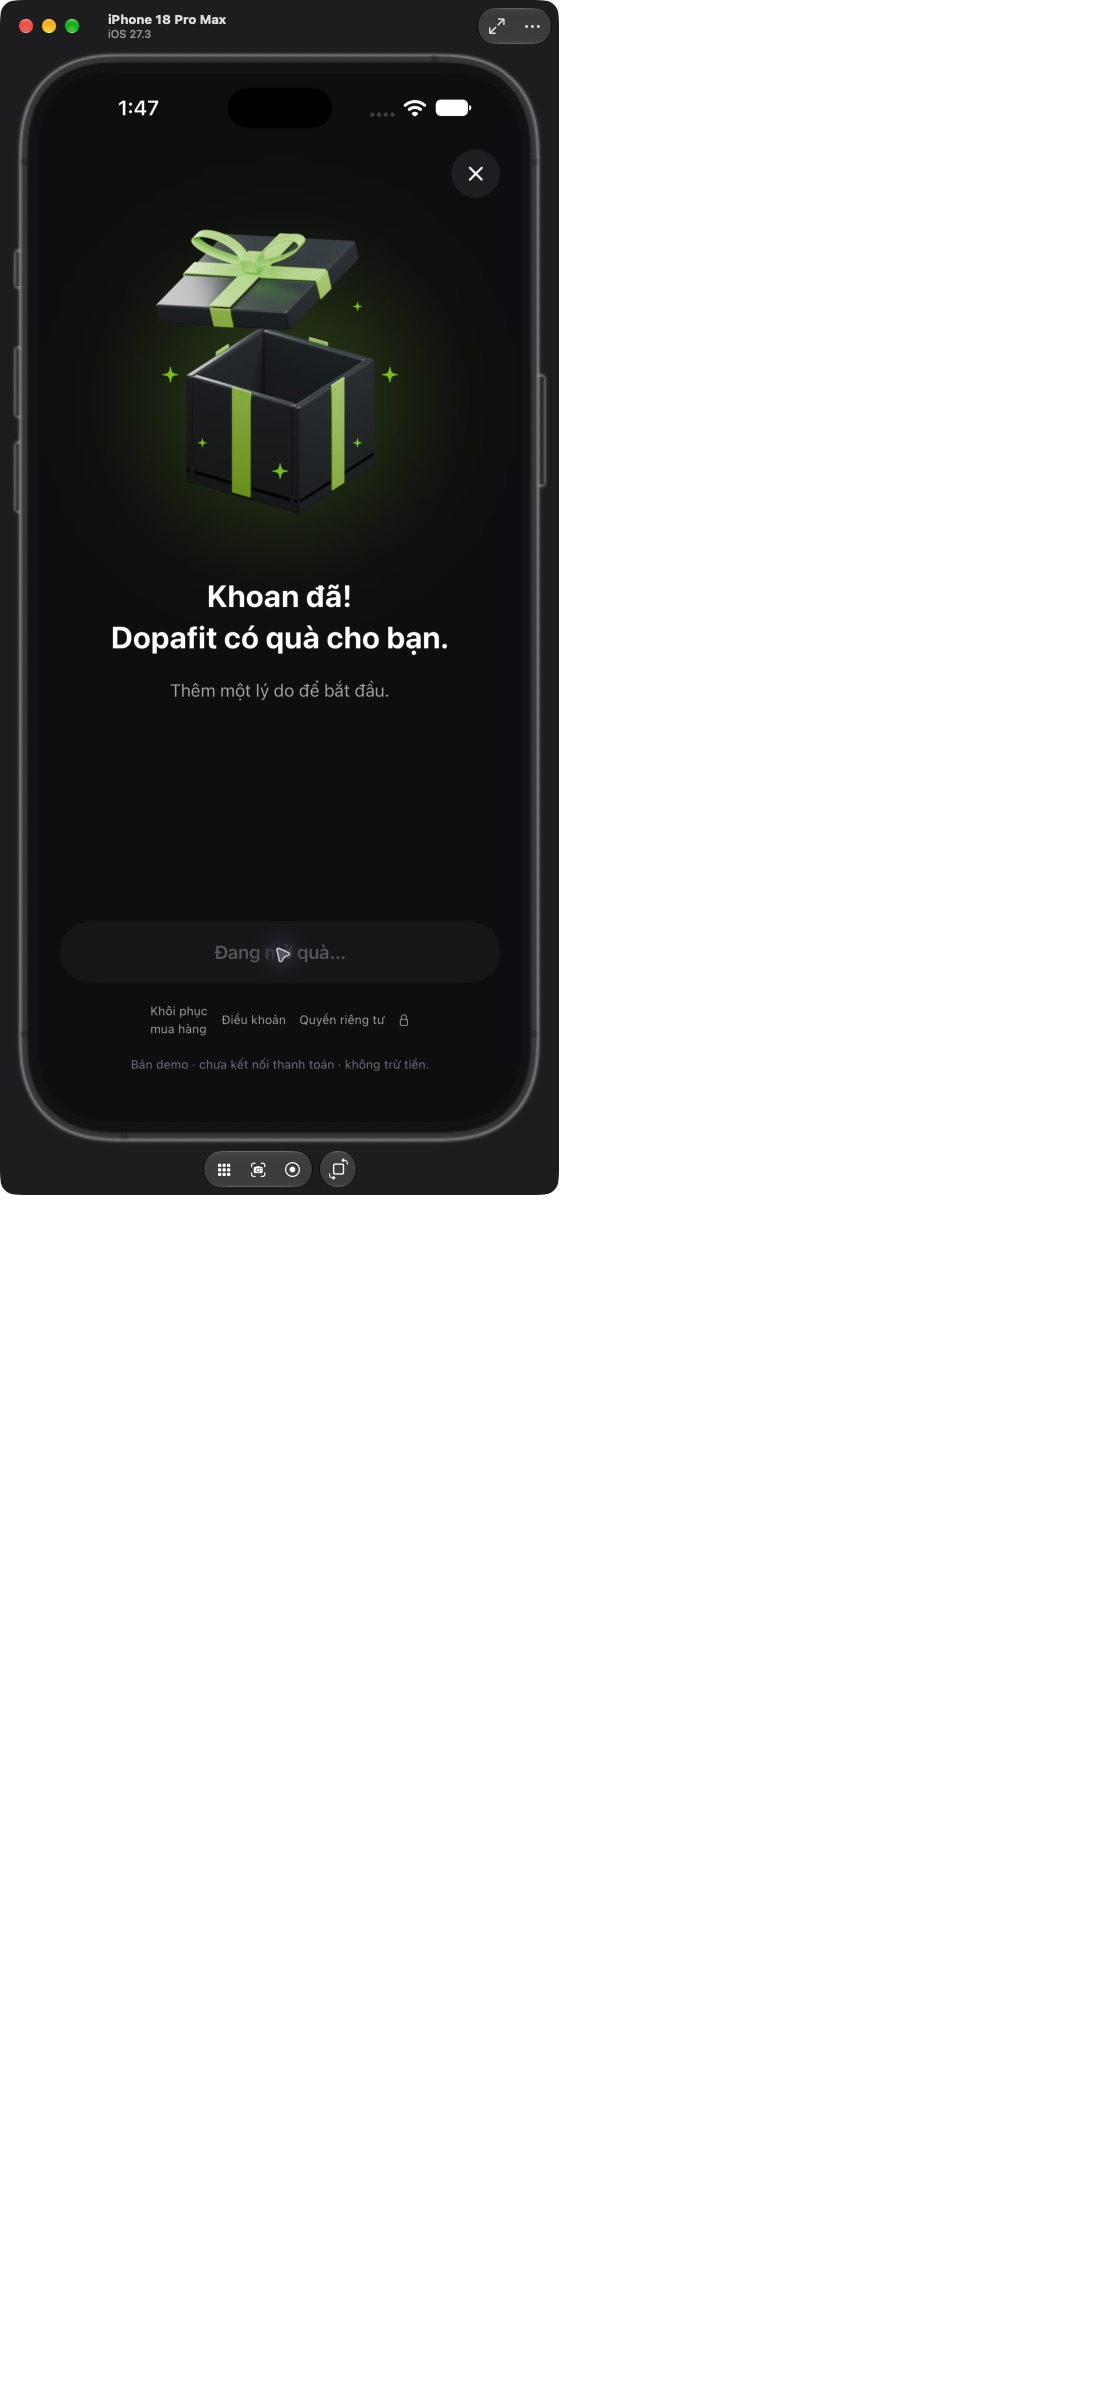 iPhone 18 Pro Max
iOS 27.3
1:47
Khoan đã!
Dopafit có quà cho bạn.
Thêm một lý do để bắt đầu.
Đang mở quà...
Khôi phục
mua hàng
Điều khoản
Quyền riêng tư
Bản demo · chưa kết nối thanh toán · không trừ tiền.